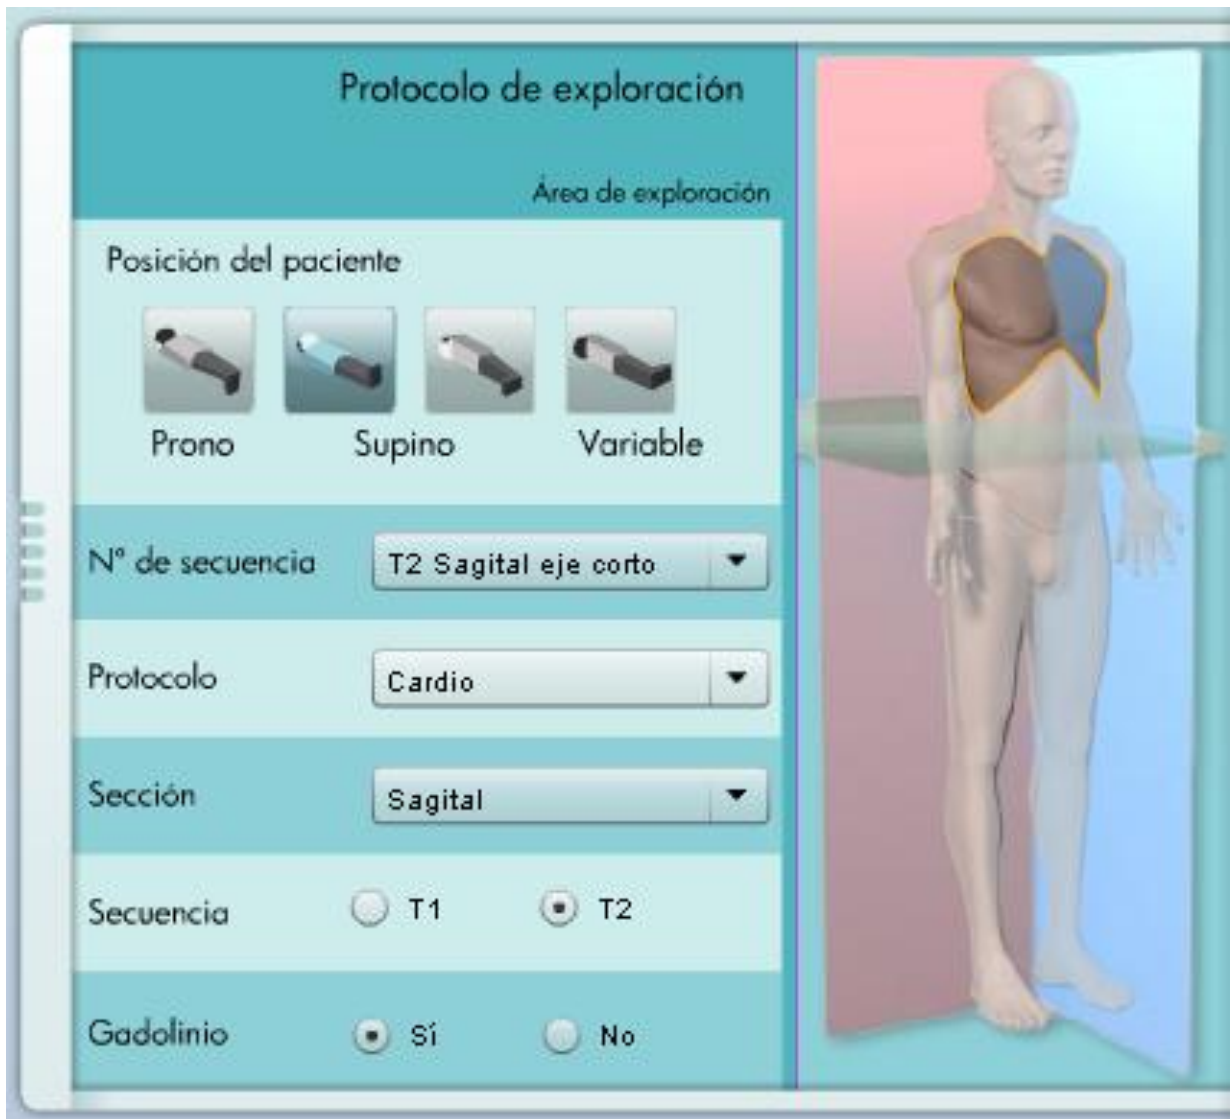 Protocolo de exploración
Área de exploración
Posición del paciente
Prono Supino Variable
Nº de secuencia T2 Sagital eje corto
Protocolo Cardio
Sección Sagital
Secuencia T1 T2
Gadolinio Sí No